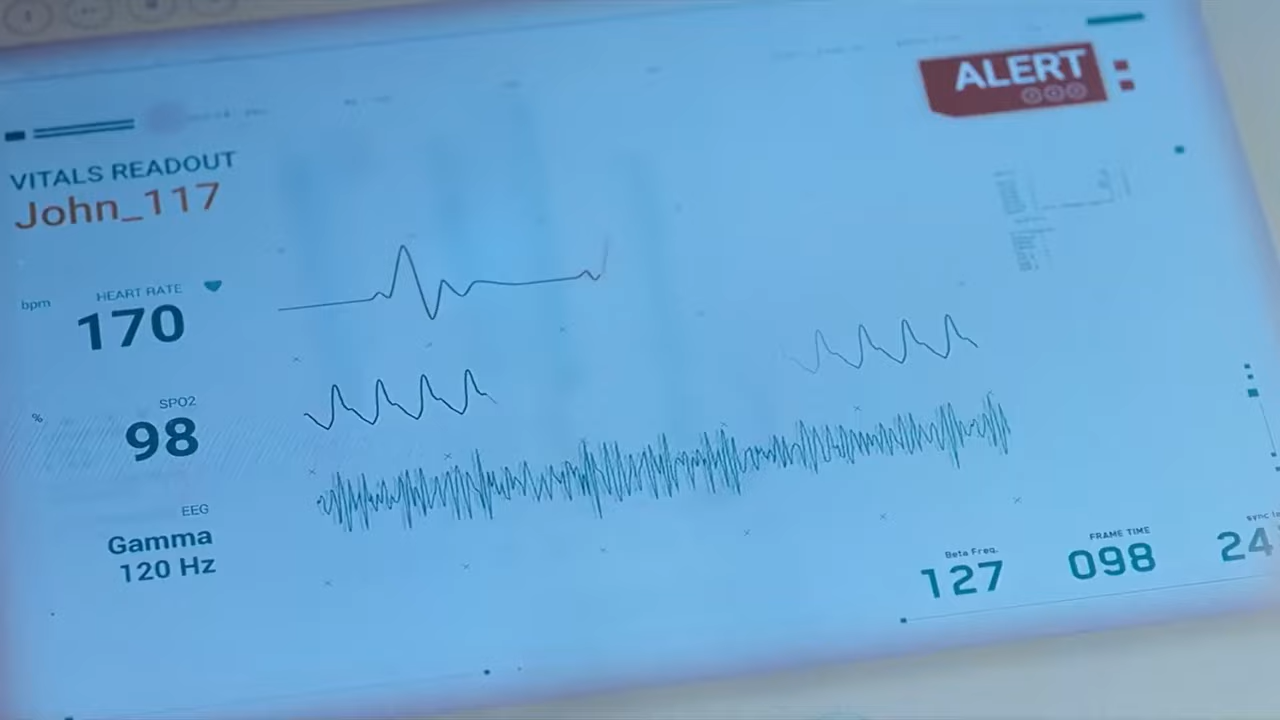 ALERT
VITALS READOUT
John_117
bpm
HEART RATE
170
%
SPO2
98
EEG
Gamma
120 Hz
Beta Freq.
127
FRAME TIME
098
sync
24